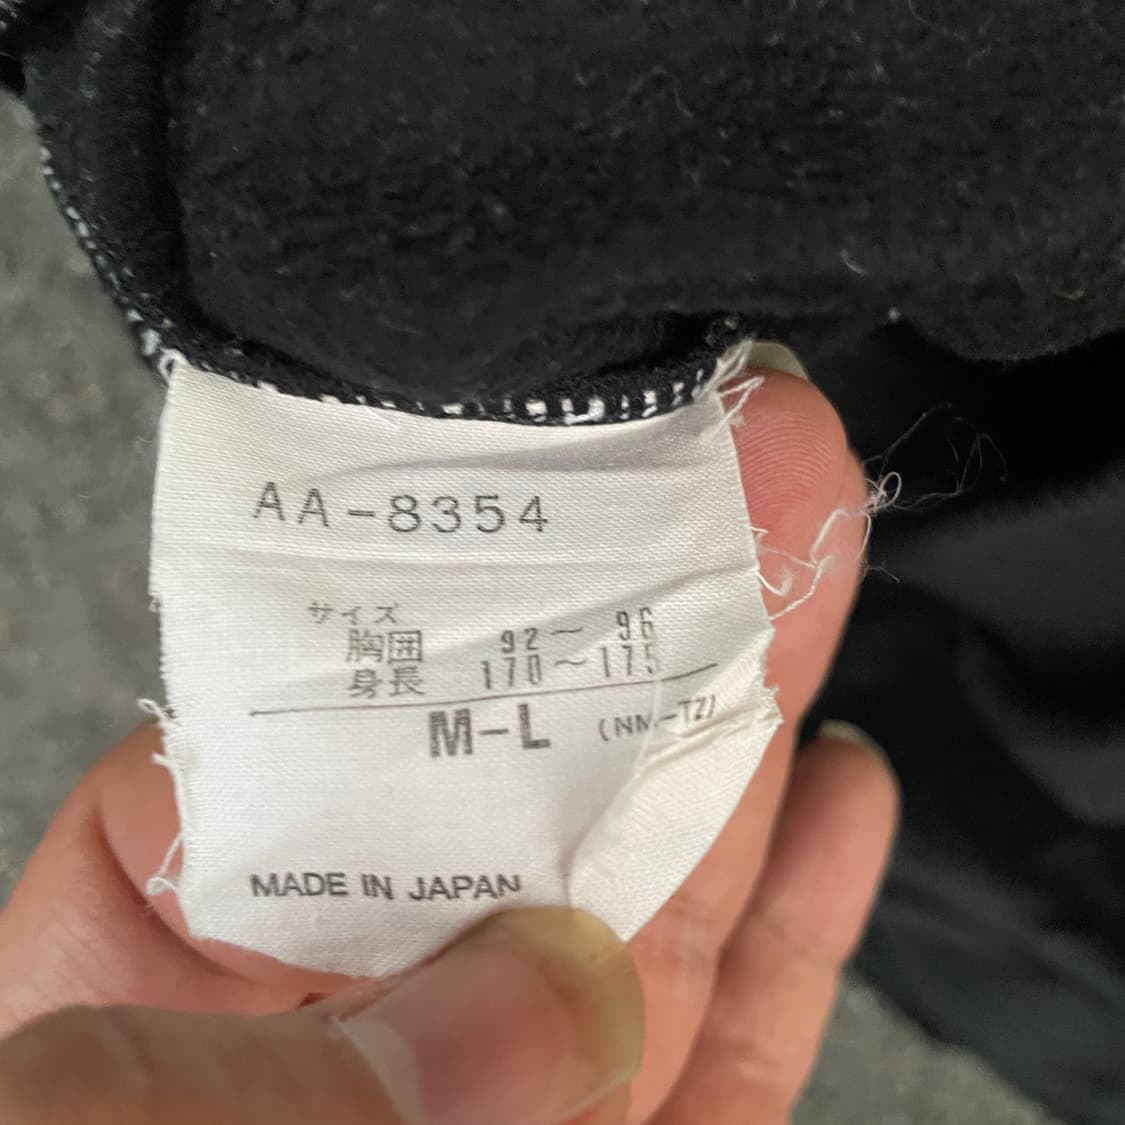 AA-8354
サイズ
胸囲 92～ 96
身長 170～175
M-L
MADE IN JAPAN